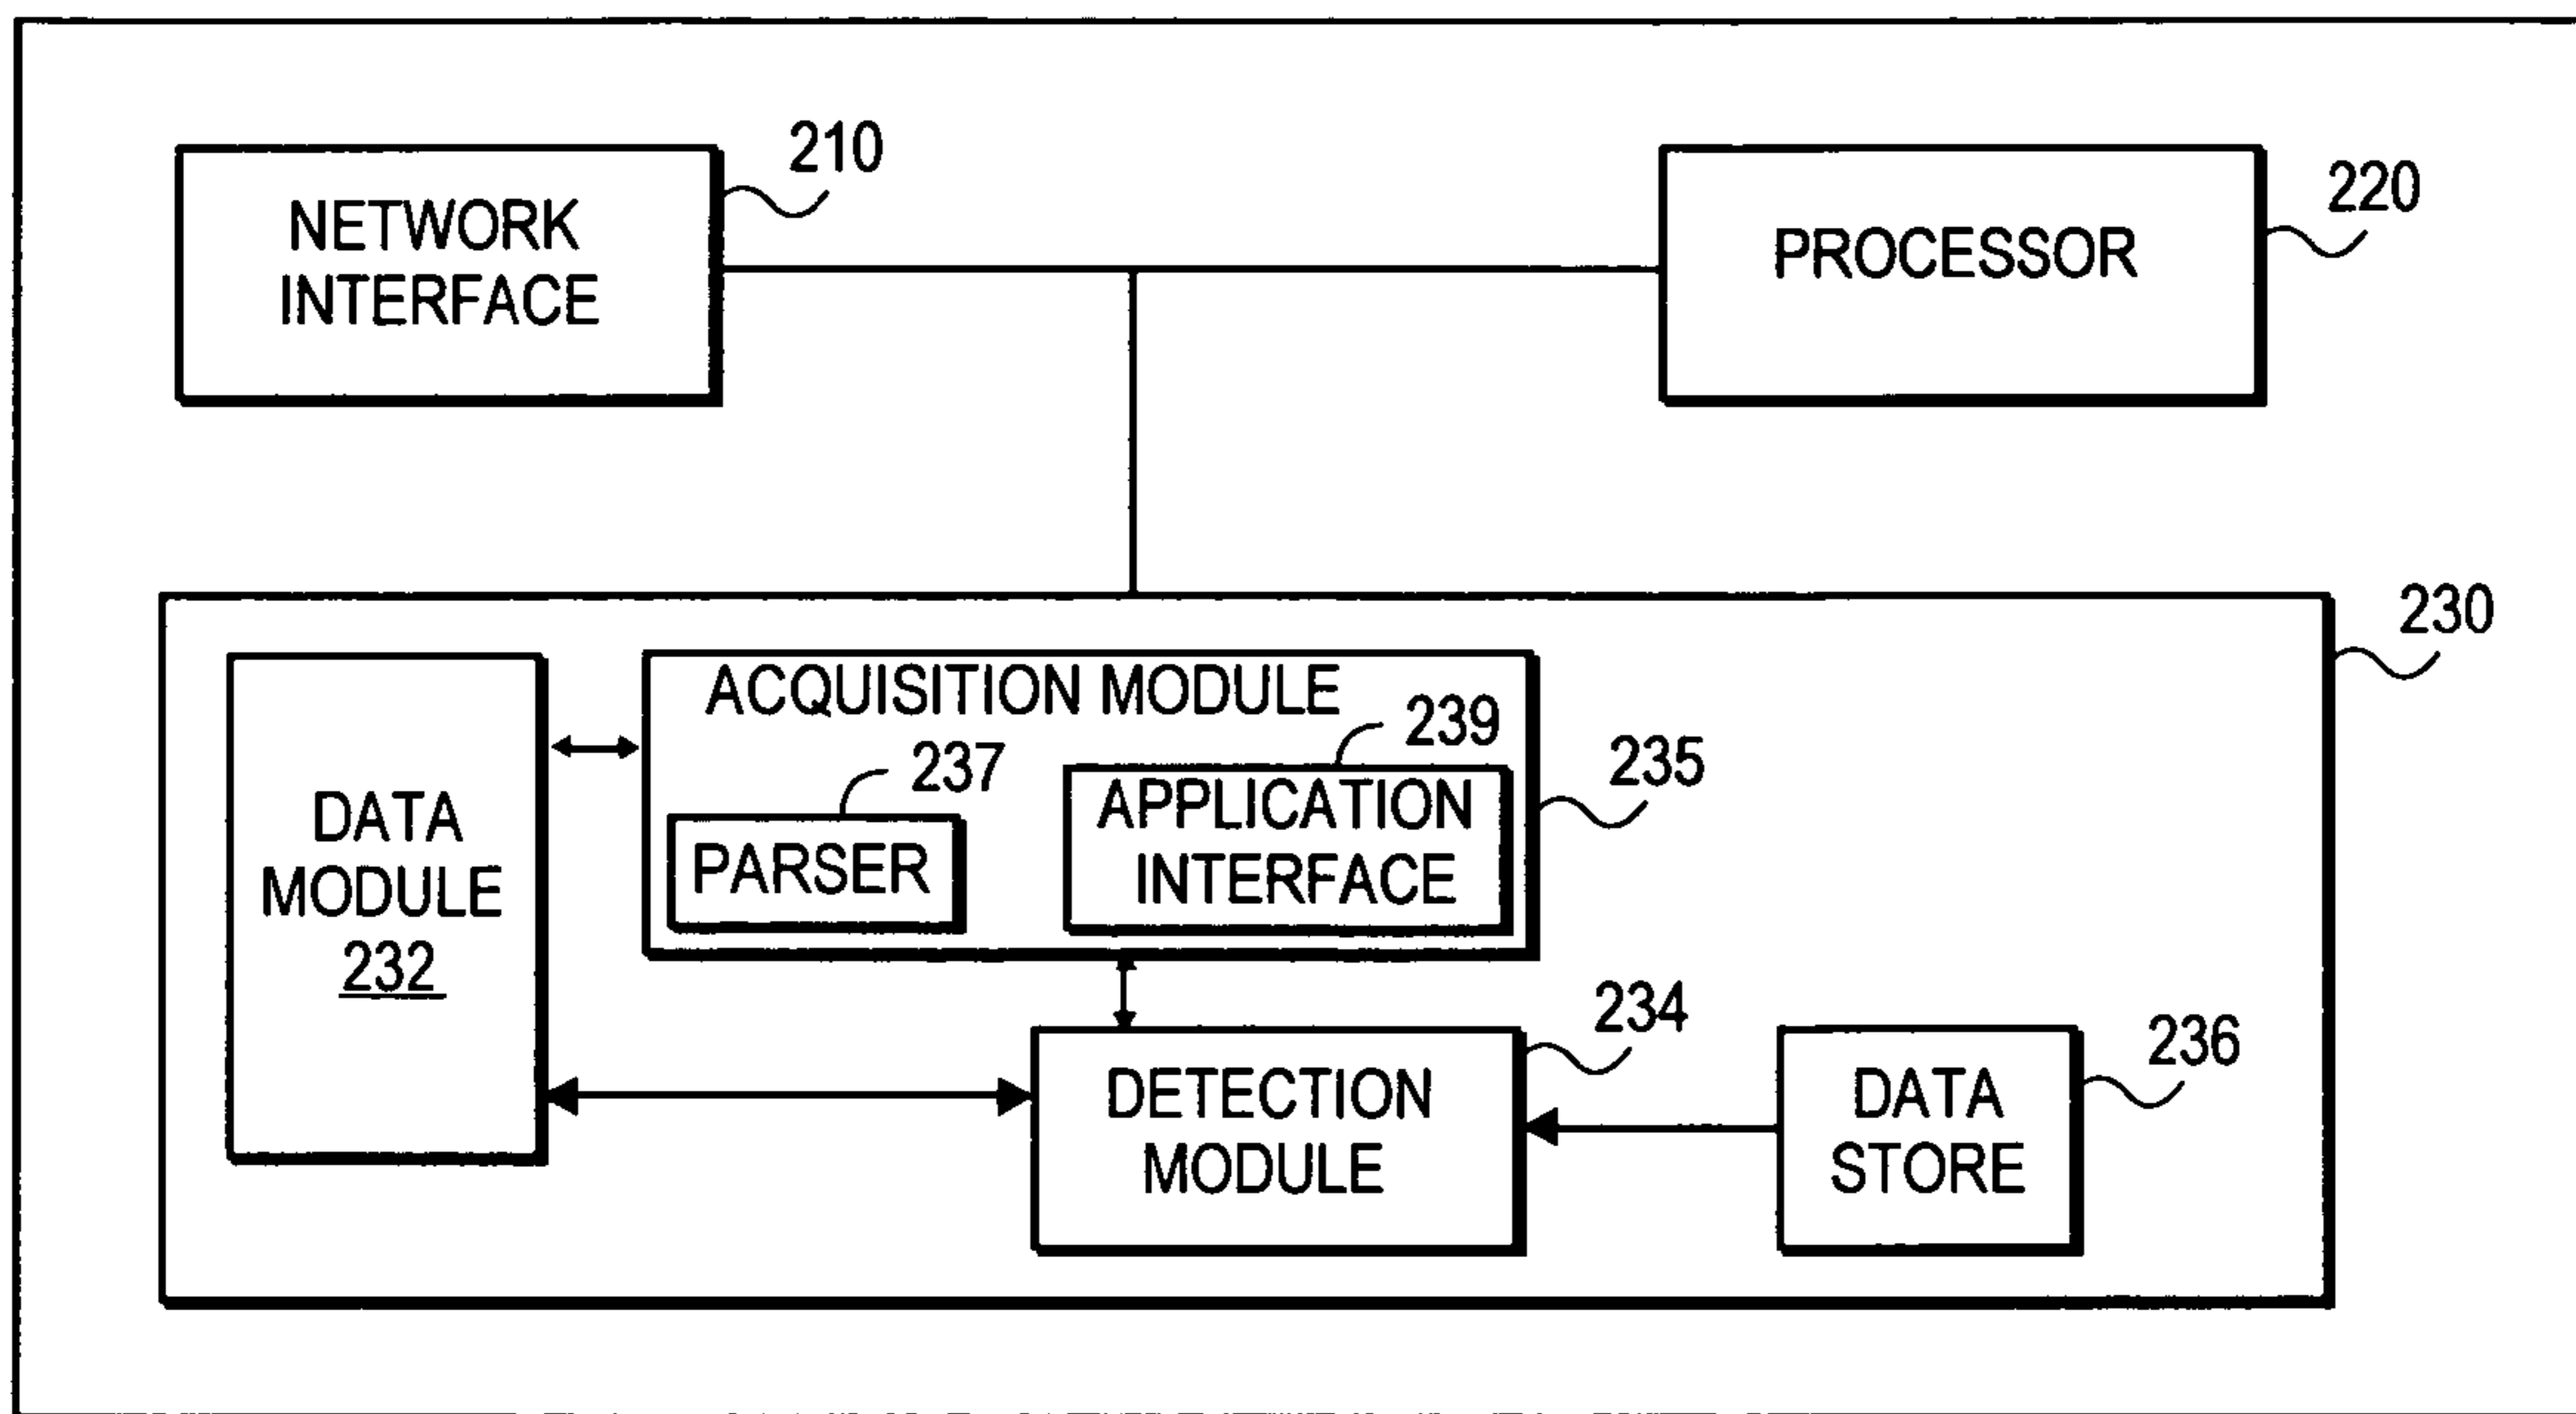 210
NETWORK
INTERFACE
220
PROCESSOR
230
ACQUISITION MODULE
239
237
235
APPLICATION
INTERFACE
PARSER
DATA
MODULE
232
234
DETECTION
MODULE
236
DATA
STORE